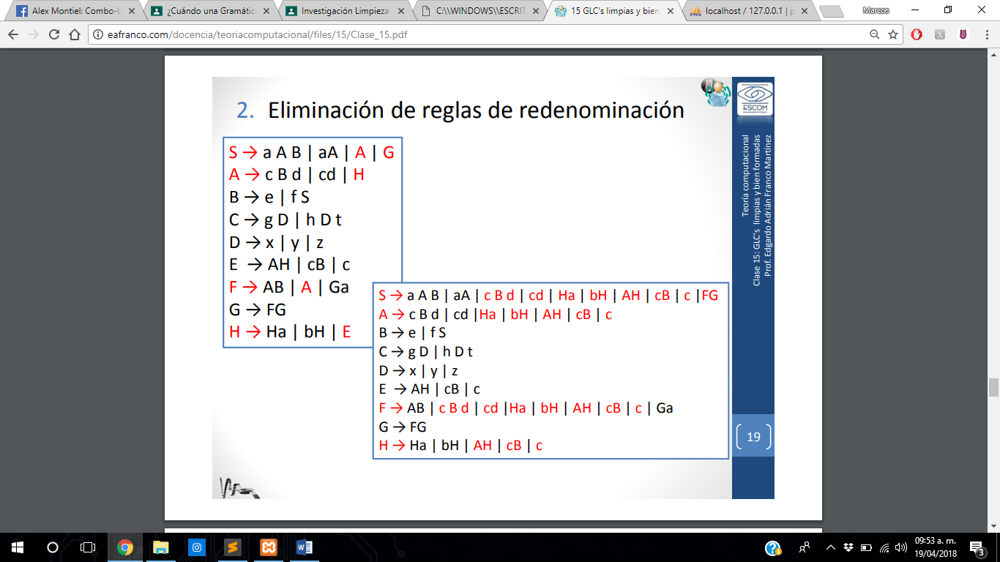 Alex Montiel: Combo-L
¿Cuándo una Gramátic
Investigación Limpieza
C:\\WINDOWS\\ESCRIT
15 GLC's limpias y bien
localhost / 127.0.0.1 | p
Marcos
eafranco.com/docencia/teoriacomputacional/files/15/Clase_15.pdf
2. Eliminación de reglas de redenominación
ESCOM
S → a A B | aA | A | G
A → c B d | cd | H
B → e | f S
C → g D | h D t
D → x | y | z
E → AH | cB | c
F → AB | A | Ga
G → FG
H → Ha | bH | E
S → a A B | aA | c B d | cd | Ha | bH | AH | cB | c |FG
A → c B d | cd |Ha | bH | AH | cB | c
B → e | f S
C → g D | h D t
D → x | y | z
E → AH | cB | c
F → AB | c B d | cd |Ha | bH | AH | cB | c | Ga
G → FG
H → Ha | bH | AH | cB | c
Teoría computacional
Clase 15: GLC's limpias y bien formadas
Prof. Edgardo Adrián Franco Martínez
19
09:53 a. m.
19/04/2018
3